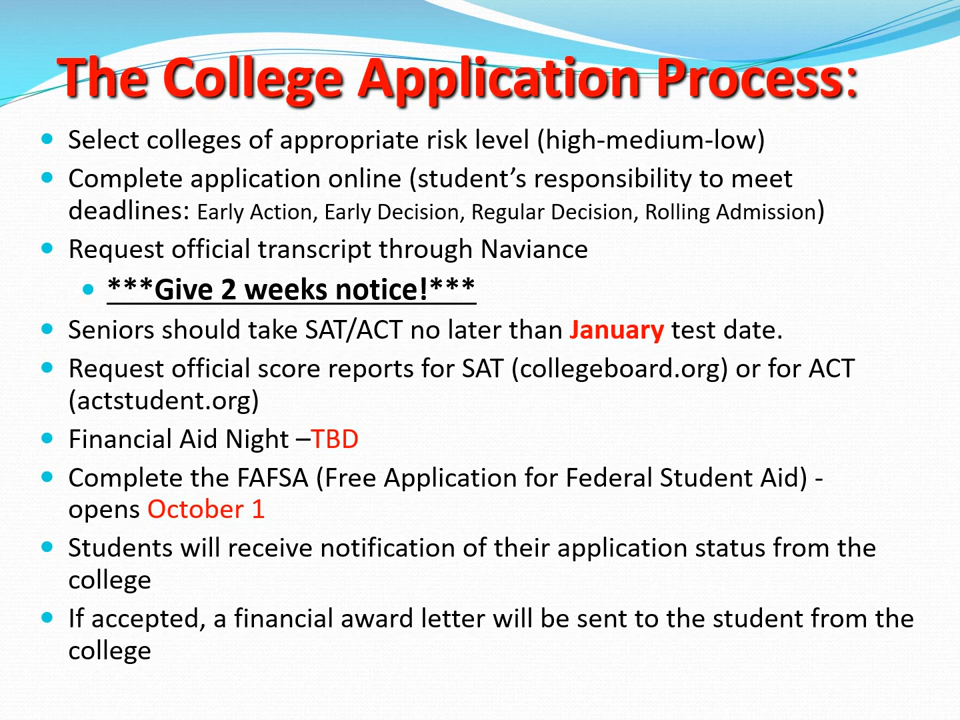 The College Application Process:
Select colleges of appropriate risk level (high-medium-low)
Complete application online (student’s responsibility to meet
deadlines: Early Action, Early Decision, Regular Decision, Rolling Admission)
Request official transcript through Naviance
***Give 2 weeks notice!***
Seniors should take SAT/ACT no later than January test date.
Request official score reports for SAT (collegeboard.org) or for ACT
(actstudent.org)
Financial Aid Night –TBD
Complete the FAFSA (Free Application for Federal Student Aid) -
opens October 1
Students will receive notification of their application status from the
college
If accepted, a financial award letter will be sent to the student from the
college